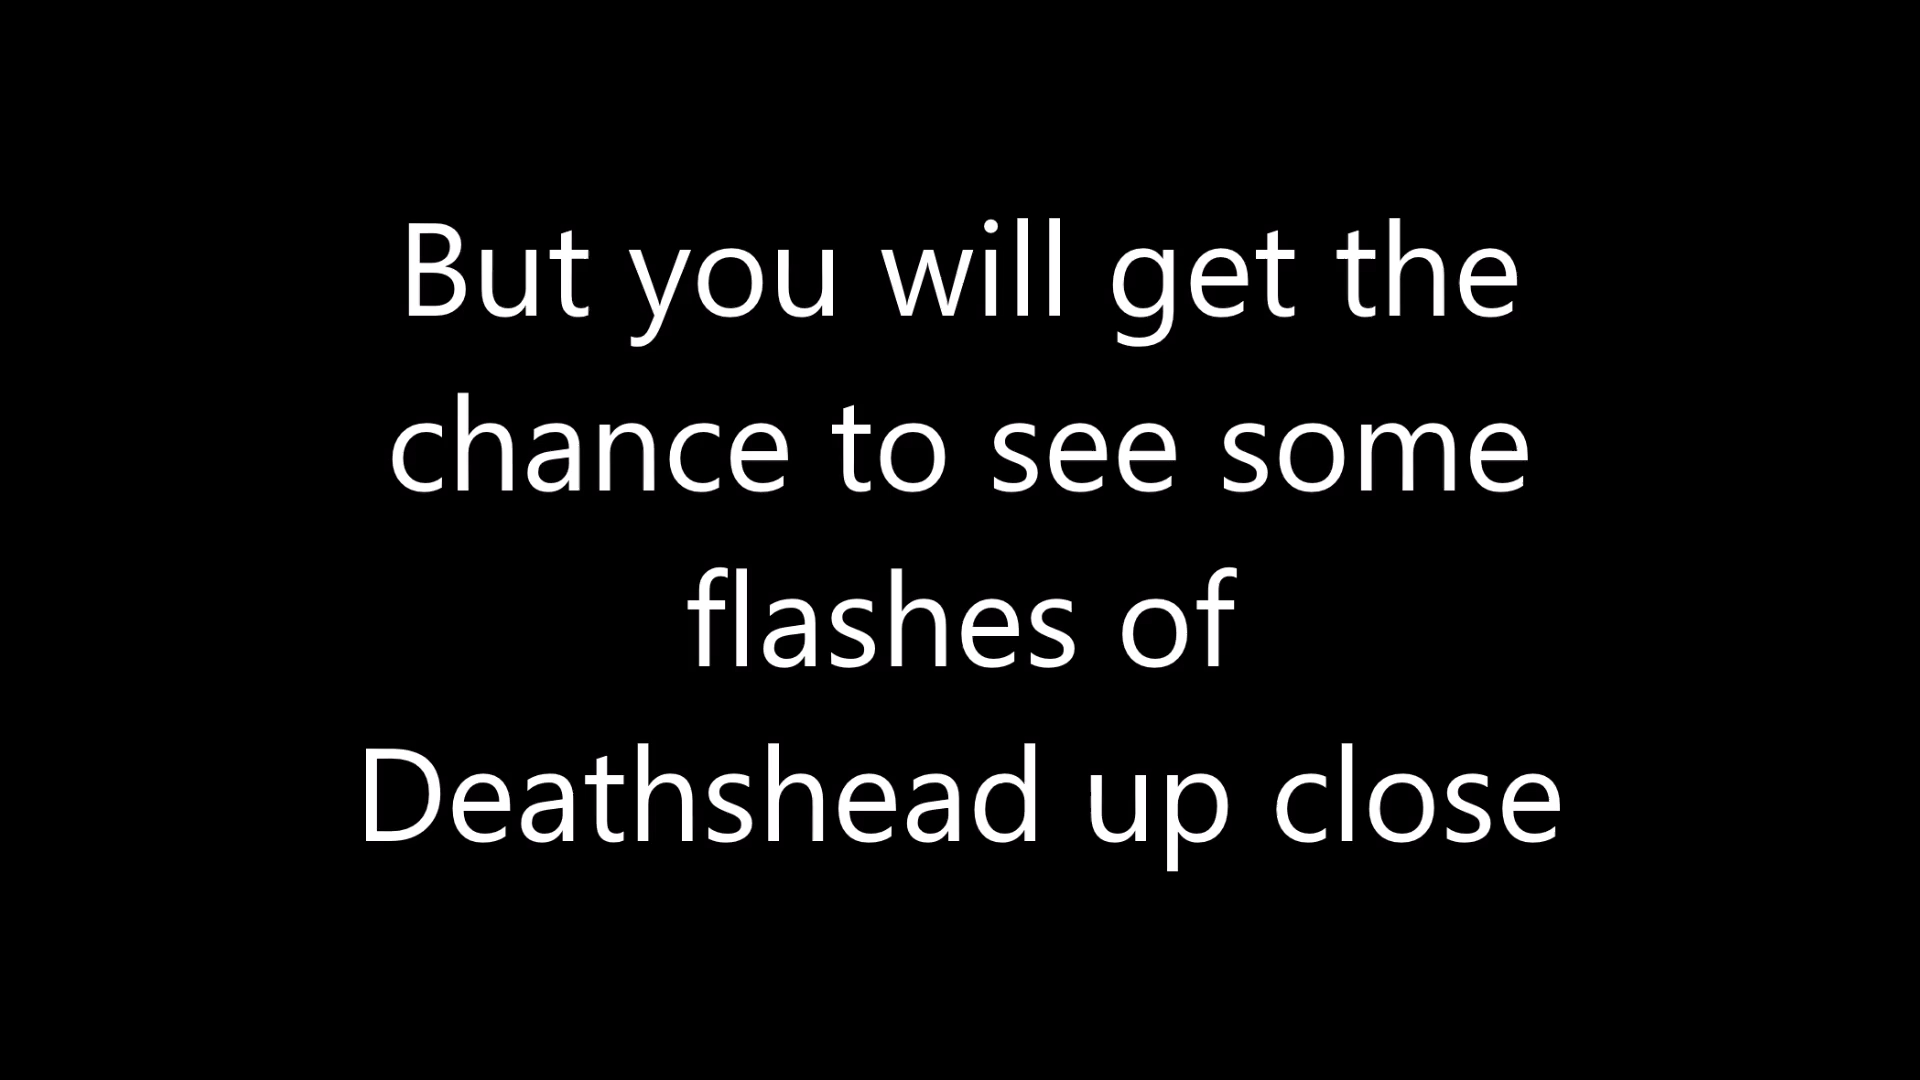 But you will get the
chance to see some
flashes of
Deathshead up close